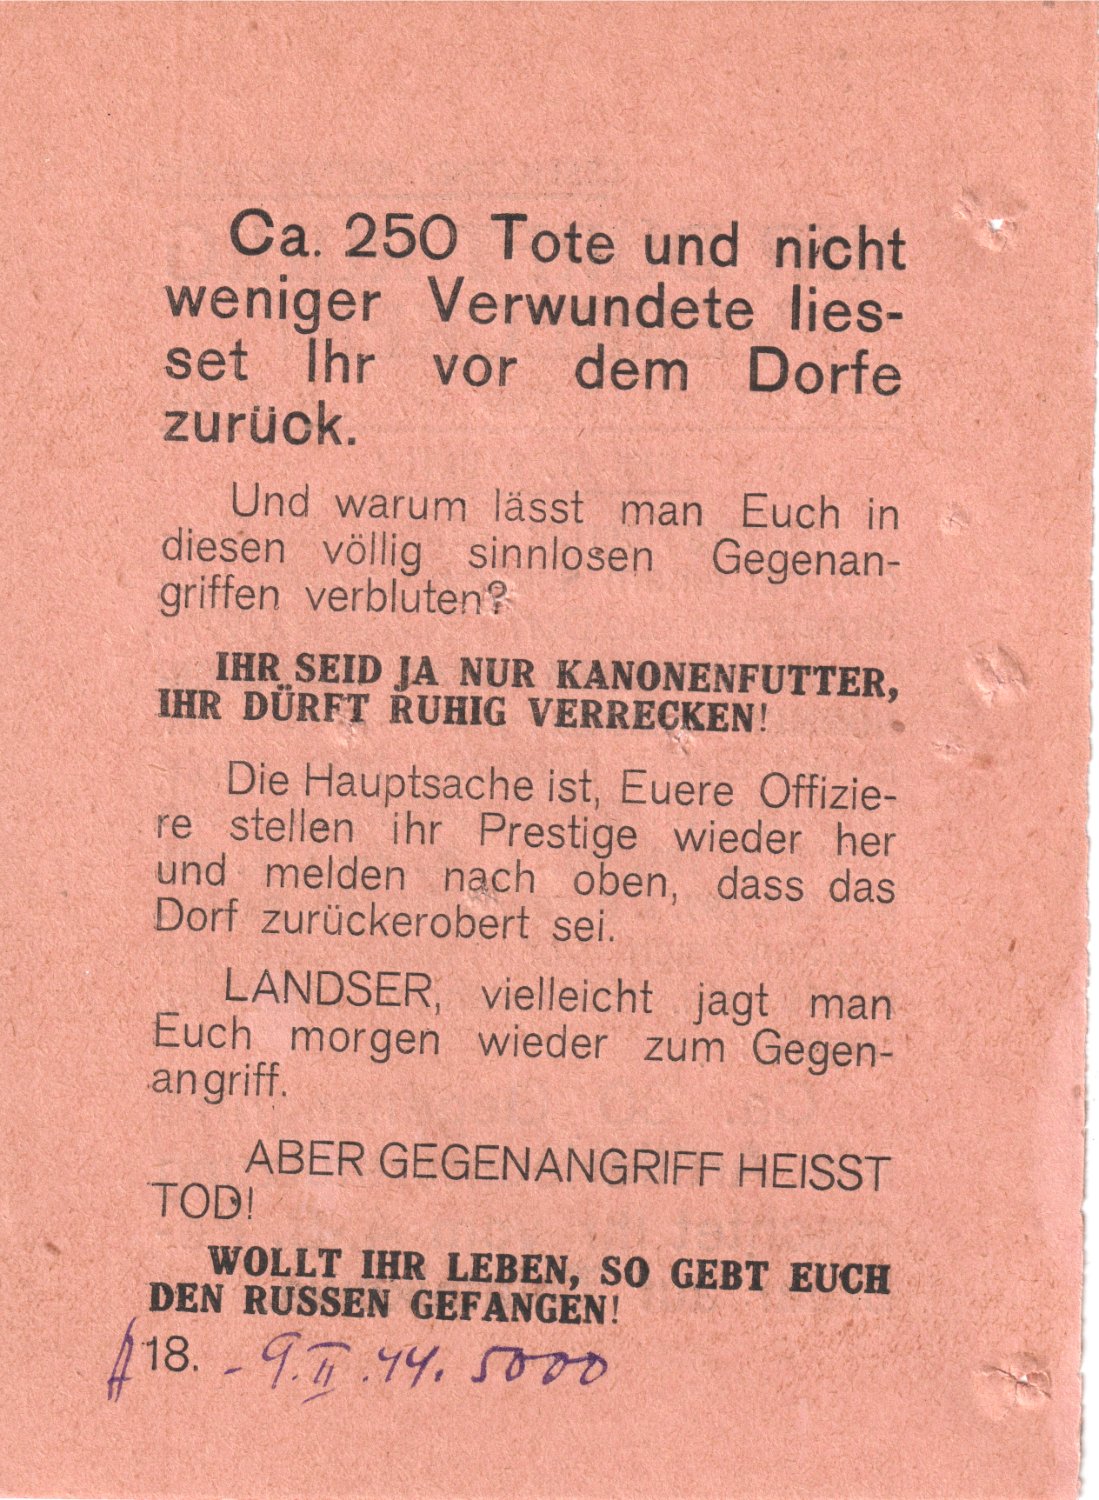 Ca. 250 Tote und nicht
weniger Verwundete lies-
set Ihr vor dem Dorfe
zurück.
Und warum lässt man Euch in
diesen völlig sinnlosen Gegenan-
griffen verbluten?
IHR SEID JA NUR KANONENFUTTER,
IHR DÜRFT RUHIG VERRECKEN!
Die Hauptsache ist, Euere Offizie-
re stellen ihr Prestige wieder her
und melden nach oben, dass das
Dorf zurückerobert sei.
LANDSER, vielleicht jagt man
Euch morgen wieder zum Gegen-
angriff.
ABER GEGENANGRIFF HEISST
TOD!
WOLLT IHR LEBEN, SO GEBT EUCH
DEN RUSSEN GEFANGEN!
18. - 9.II.44. 5000